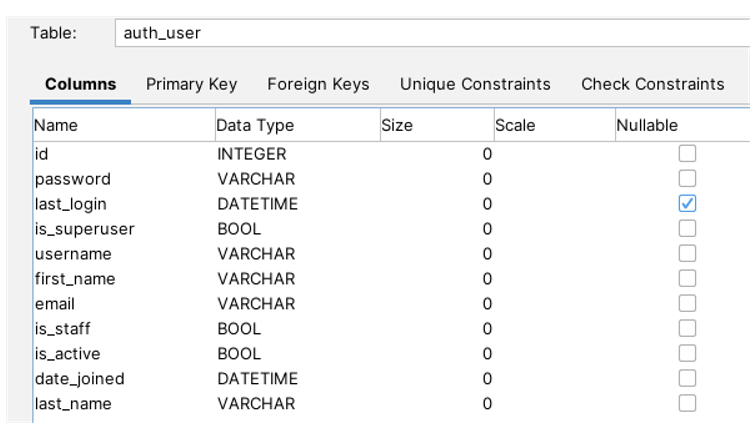 Table: auth_user
Columns Primary Key Foreign Keys Unique Constraints Check Constraints
Name Data Type Size Scale Nullable
id INTEGER 0
password VARCHAR 0
last_login DATETIME 0
is_superuser BOOL 0
username VARCHAR 0
first_name VARCHAR 0
email VARCHAR 0
is_staff BOOL 0
is_active BOOL 0
date_joined DATETIME 0
last_name VARCHAR 0